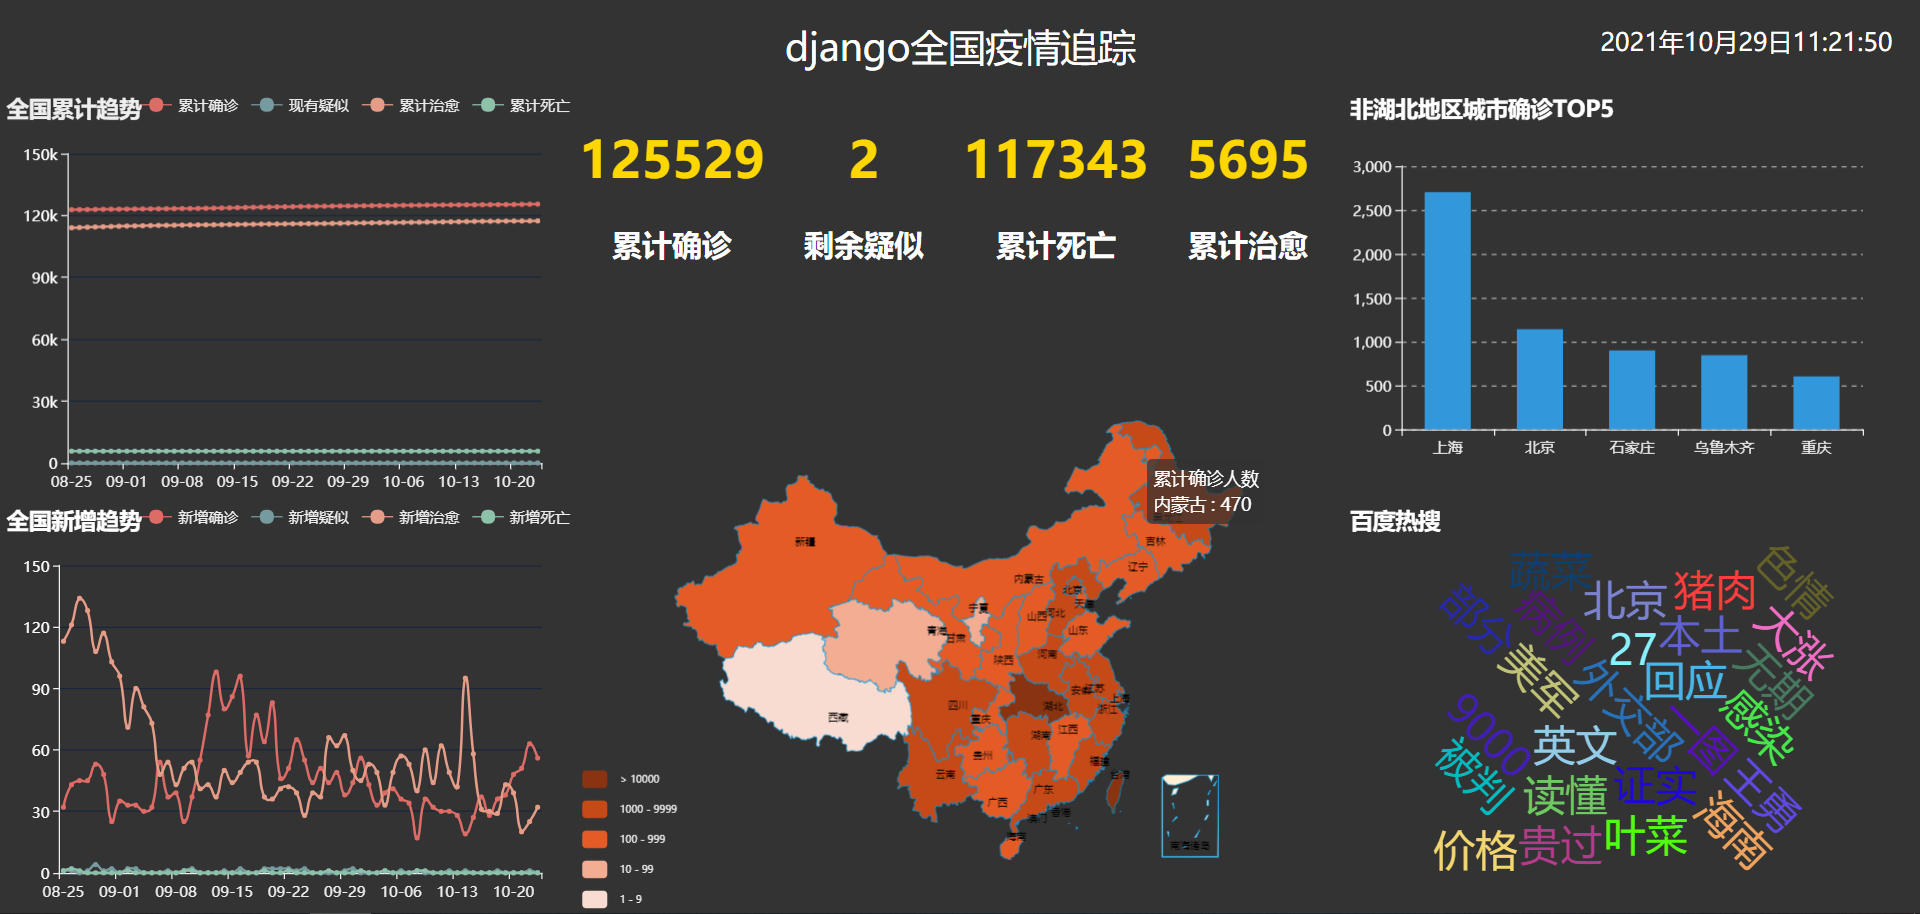 django全国疫情追踪
2021年10月29日11:21:50
全国累计趋势
累计确诊
现有疑似
累计治愈
累计死亡
150k
120k
90k
60k
30k
0
08-25
09-01
09-08
09-15
09-22
09-29
10-06
10-13
10-20
全国新增趋势
新增确诊
新增疑似
新增治愈
新增死亡
150
120
90
60
30
0
08-25
09-01
09-08
09-15
09-22
09-29
10-06
10-13
10-20
125529
2
117343
5695
累计确诊
剩余疑似
累计死亡
累计治愈
累计确诊人数
内蒙古 : 470
吉林
辽宁
新疆
内蒙古
北京
天津
宁夏
山西
河北
青海
甘肃
山东
陕西
河南
安徽
江苏
上海
四川
湖北
浙江
西藏
重庆
江西
湖南
贵州
福建
云南
台湾
广东
广西
香港
澳门
海南
南海诸岛
> 10000
1000 - 9999
100 - 999
10 - 99
1 - 9
非湖北地区城市确诊TOP5
3,000
2,500
2,000
1,500
1,000
500
0
上海
北京
石家庄
乌鲁木齐
重庆
百度热搜
蔬菜
色情
北京
猪肉
部分
病例
大涨
本土
27
美军
无期
回应
外交部
感染
9000
一图
英文
被判
王勇
证实
读懂
海南
叶菜
贵过
价格